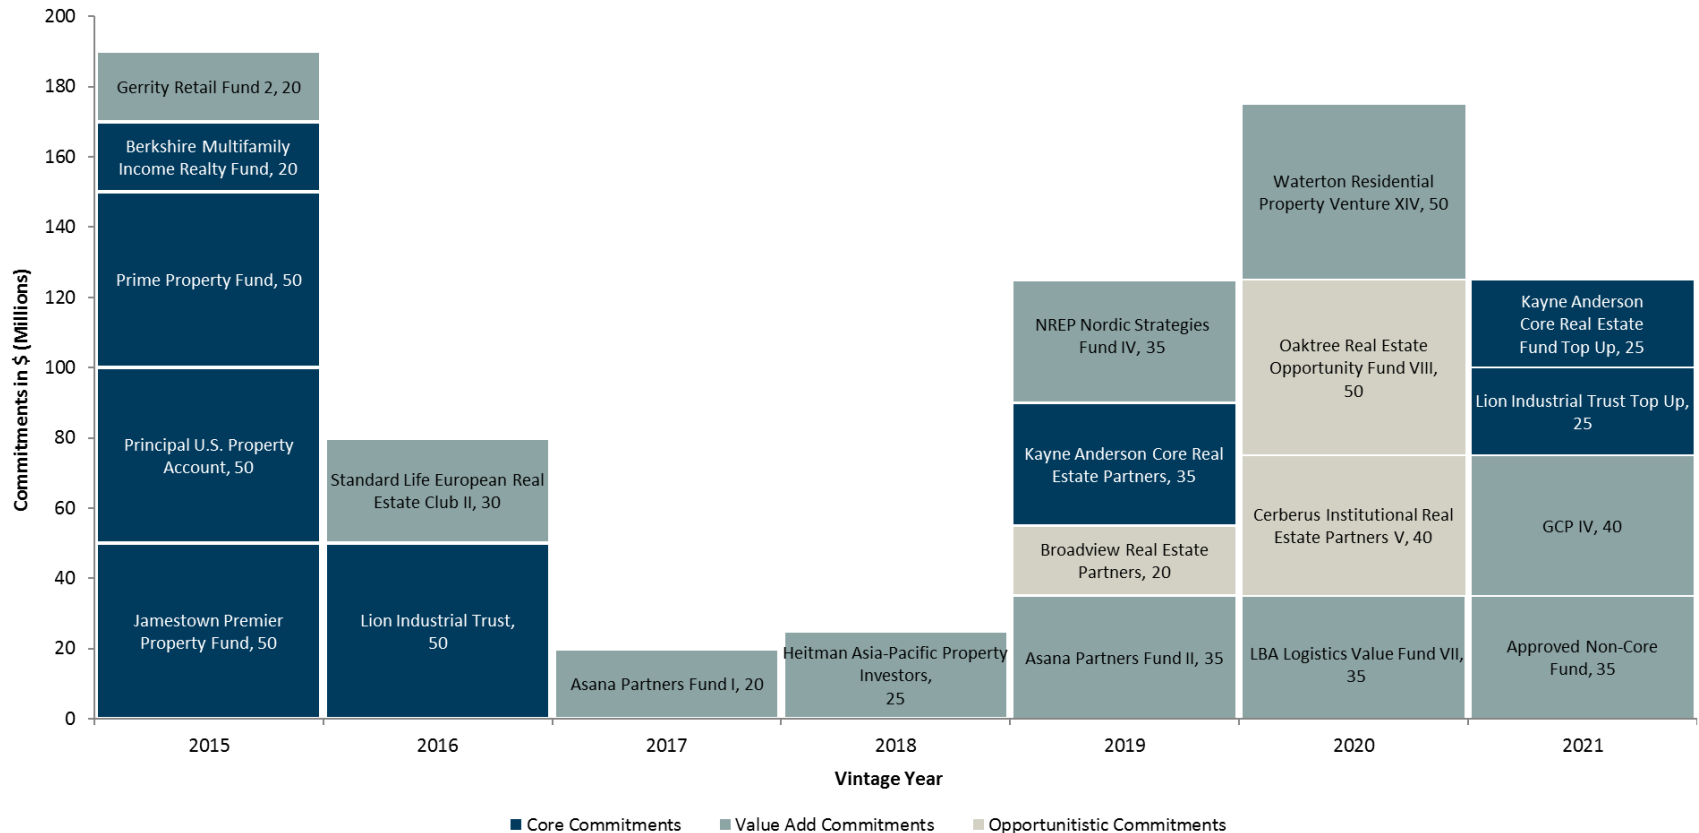 200
180
160
140
120
100
80
60
40
20
0
Commitments in $ (Millions)
Gerrity Retail Fund 2, 20
Berkshire Multifamily
Income Realty Fund, 20
Prime Property Fund, 50
Principal U.S. Property
Account, 50
Jamestown Premier
Property Fund, 50
Standard Life European Real
Estate Club II, 30
Lion Industrial Trust,
50
Asana Partners Fund I, 20
Heitman Asia-Pacific Property
Investors,
25
NREP Nordic Strategies
Fund IV, 35
Kayne Anderson Core Real
Estate Partners, 35
Broadview Real Estate
Partners, 20
Asana Partners Fund II, 35
Waterton Residential
Property Venture XIV, 50
Oaktree Real Estate
Opportunity Fund VIII,
50
Cerberus Institutional Real
Estate Partners V, 40
LBA Logistics Value Fund VII,
35
Kayne Anderson
Core Real Estate
Fund Top Up, 25
Lion Industrial Trust Top Up,
25
GCP IV, 40
Approved Non-Core
Fund, 35
2015
2016
2017
2018
2019
2020
2021
Vintage Year
Core Commitments
Value Add Commitments
Opportunitistic Commitments